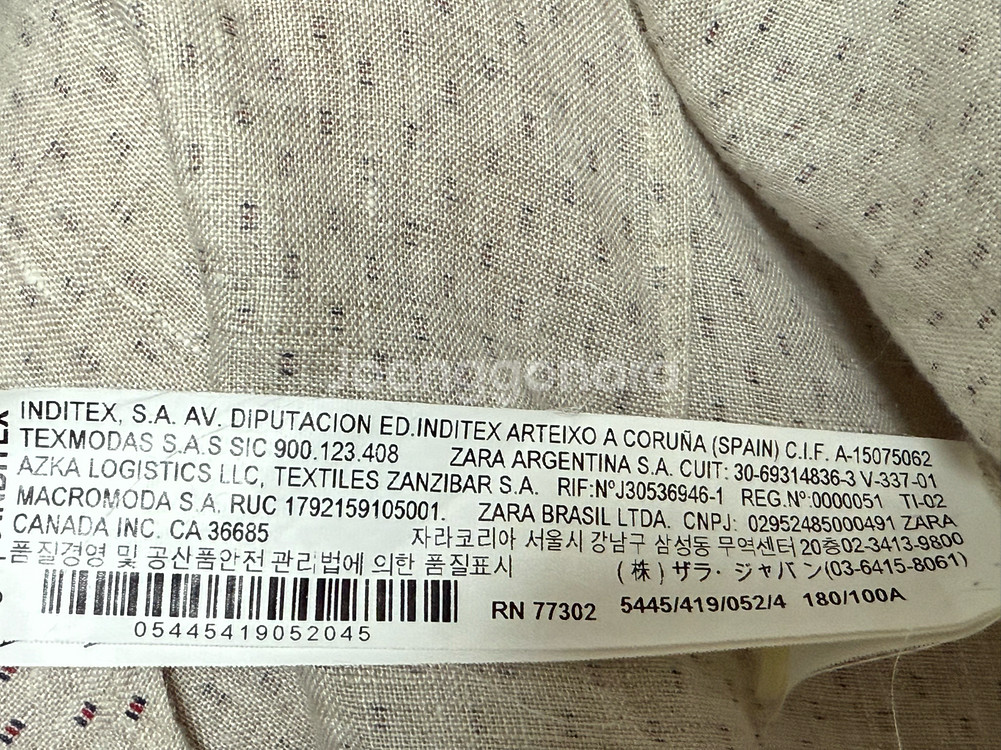 Joonggonara
INDITEX, S.A. AV. DIPUTACION ED.INDITEX ARTEIXO A CORUÑA (SPAIN) C.I.F. A-15075062
TEXMODAS S.A.S SIC 900.123.408 ZARA ARGENTINA S.A. CUIT: 30-69314836-3 V-337-01
AZKA LOGISTICS LLC, TEXTILES ZANZIBAR S.A. RIF:NºJ30536946-1 REG.Nº:0000051 TI-02
MACROMODA S.A. RUC 1792159105001. ZARA BRASIL LTDA. CNPJ: 02952485000491 ZARA
CANADA INC. CA 36685 자라코리아 서울시 강남구 삼성동 무역센터 20층02-3413-9800
품질경영 및 공산품안전 관리법에 의한 품질표시 (株) ザラ・ジャパン(03-6415-8061)
RN 77302 5445/419/052/4 180/100A
05445419052045